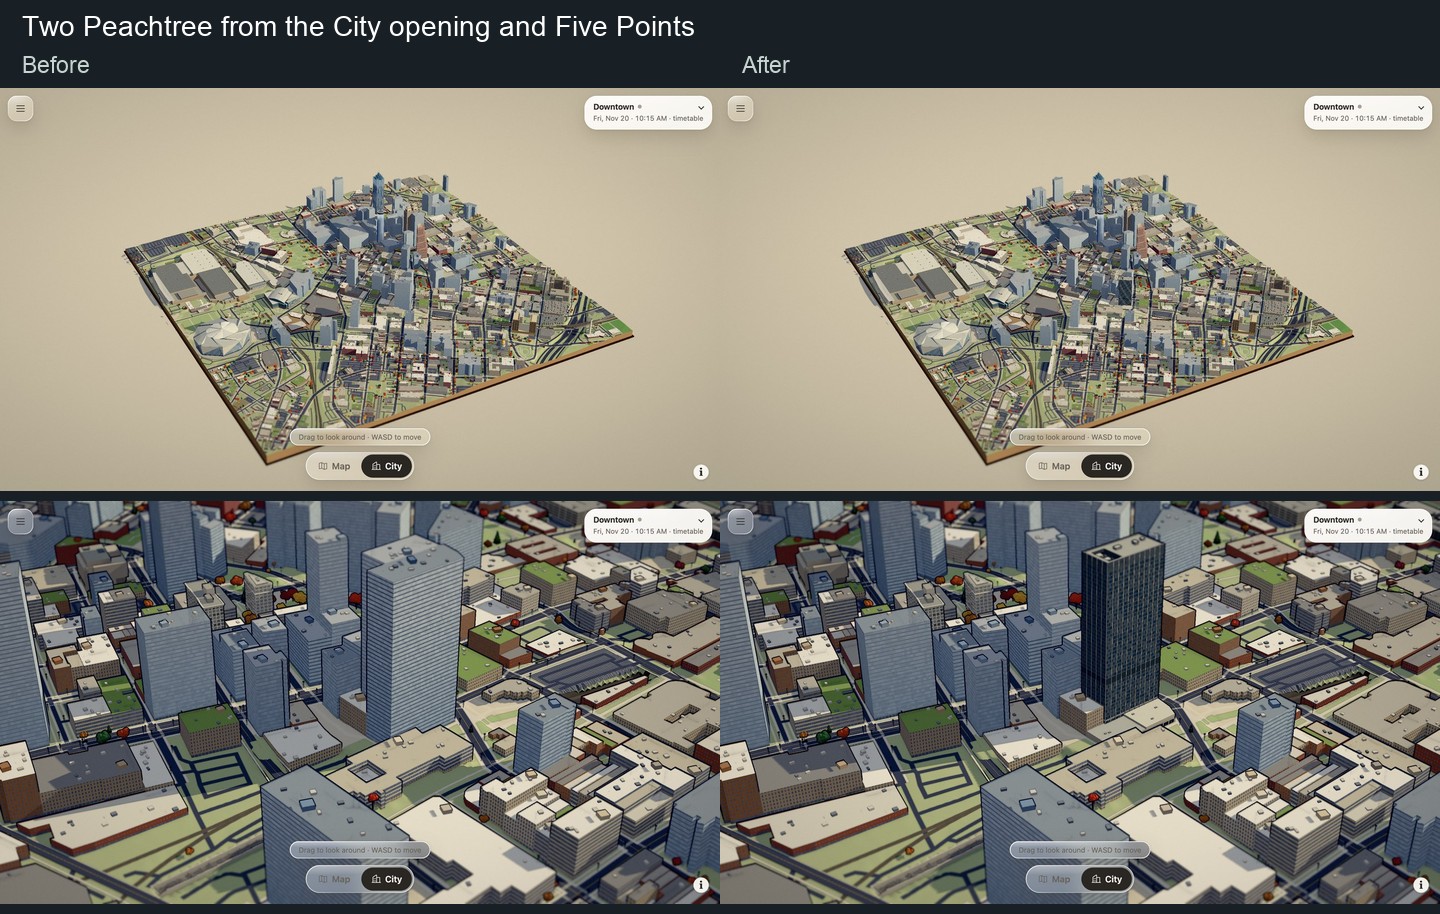 Two Peachtree from the City opening and Five Points
Before
After
Downtown
Fri, Nov 20 · 10:15 AM · timetable
Downtown
Fri, Nov 20 · 10:15 AM · timetable
Drag to look around · WASD to move
Map
City
Drag to look around · WASD to move
Map
City
Downtown
Fri, Nov 20 · 10:15 AM · timetable
Downtown
Fri, Nov 20 · 10:15 AM · timetable
Drag to look around · WASD to move
Map
City
Drag to look around · WASD to move
Map
City